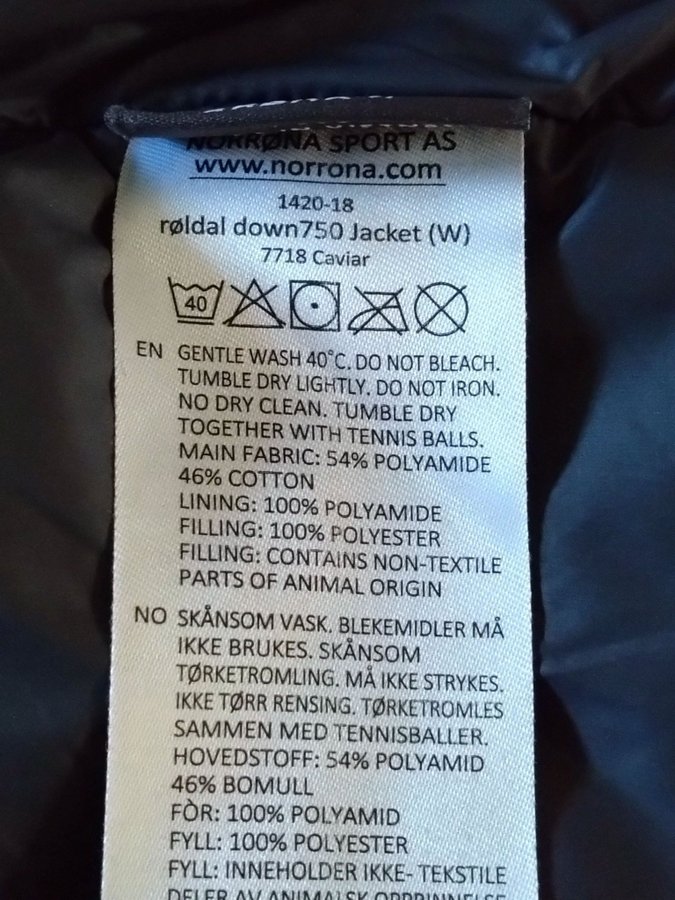 NORRØNA SPORT AS
www.norrona.com
1420-18
røldal down750 Jacket (W)
7718 Caviar
40
EN GENTLE WASH 40°C. DO NOT BLEACH.
TUMBLE DRY LIGHTLY. DO NOT IRON.
NO DRY CLEAN. TUMBLE DRY
TOGETHER WITH TENNIS BALLS.
MAIN FABRIC: 54% POLYAMIDE
46% COTTON
LINING: 100% POLYAMIDE
FILLING: 100% POLYESTER
FILLING: CONTAINS NON-TEXTILE
PARTS OF ANIMAL ORIGIN
NO SKÅNSOM VASK. BLEKEMIDLER MÅ
IKKE BRUKES. SKÅNSOM
TØRKETROMLING. MÅ IKKE STRYKES.
IKKE TØRR RENSING. TØRKETROMLES
SAMMEN MED TENNISBALLER.
HOVEDSTOFF: 54% POLYAMID
46% BOMULL
FÒR: 100% POLYAMID
FYLL: 100% POLYESTER
FYLL: INNEHOLDER IKKE- TEKSTILE
DELER AV ANIMALSK OPPRINNELSE